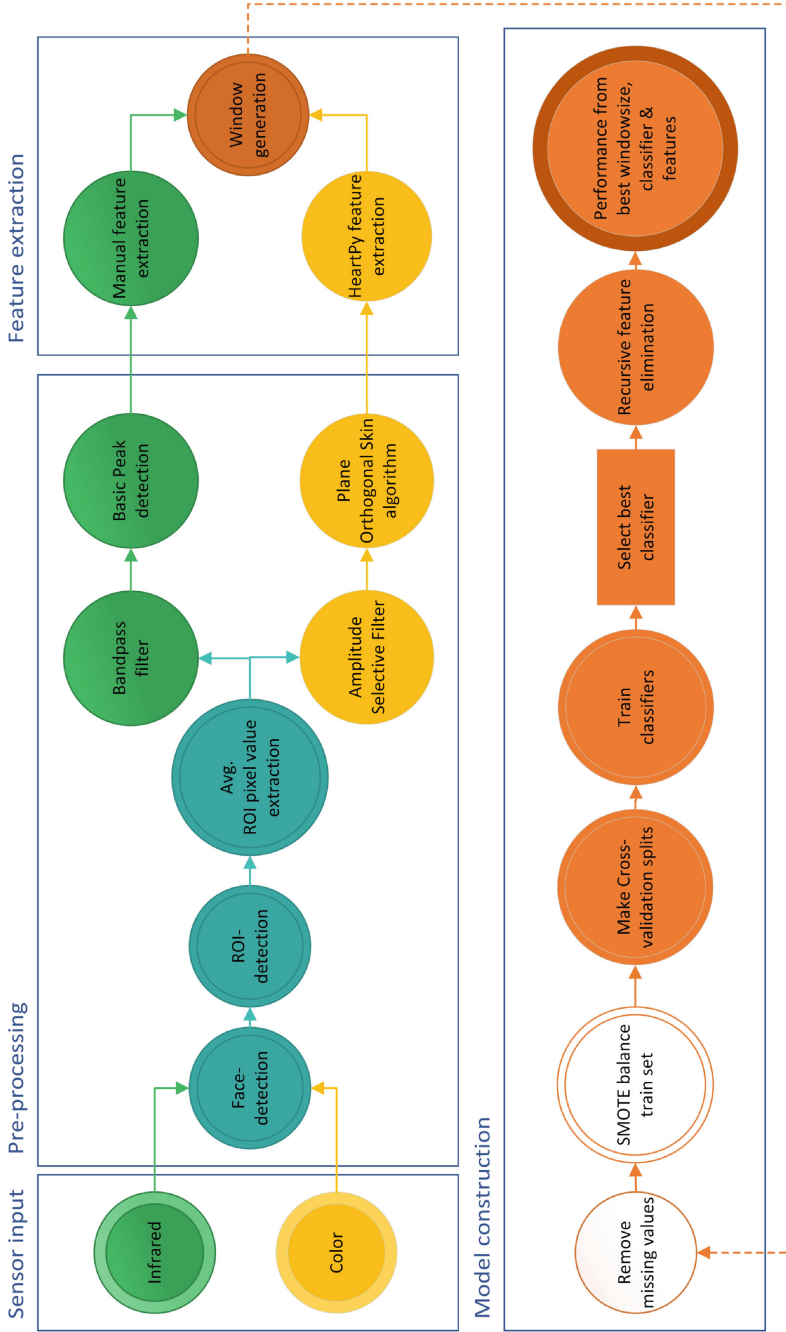 Sensor input
Infrared
Color
Pre-processing
Face-
detection
ROI-
detection
Avg.
ROI pixel value
extraction
Bandpass
filter
Basic Peak
detection
Amplitude
Selective Filter
Plane
Orthogonal Skin
algorithm
Feature extraction
Manual feature
extraction
HeartPy feature
extraction
Window
generation
Model construction
Remove
missing values
SMOTE balance
train set
Make Cross-
validation splits
Train
classifiers
Select best
classifier
Recursive feature
elimination
Performance from
best windowsize,
classifier &
features